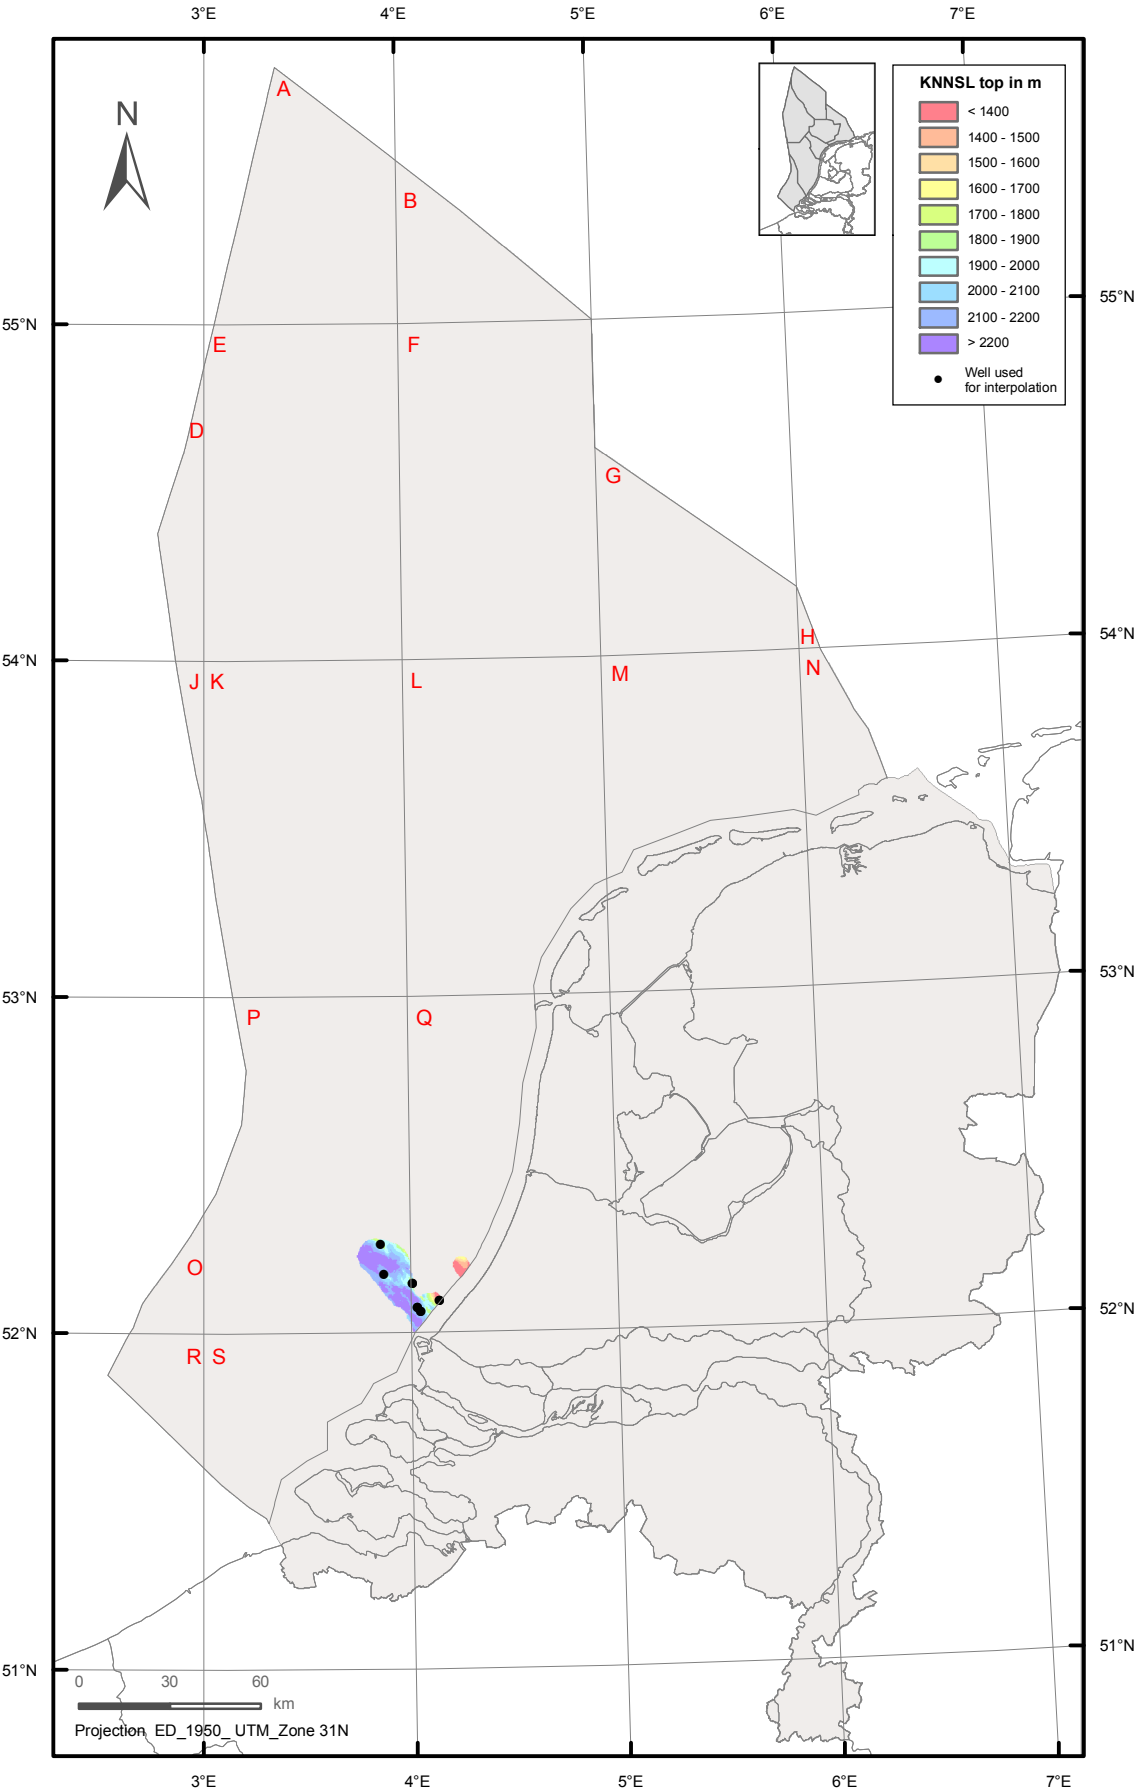 3°E 4°E 5°E 6°E 7°E
N
KNNSL top in m
< 1400
1400 - 1500
1500 - 1600
1600 - 1700
1700 - 1800
1800 - 1900
1900 - 2000
2000 - 2100
2100 - 2200
> 2200
Well used
for interpolation
A
B
55°N 55°N
E F
D
G
H
54°N 54°N
J K L M N
53°N 53°N
P Q
O
52°N 52°N
R S
51°N 51°N
0 30 60
km
Projection ED_1950_ UTM_Zone 31N
3°E 4°E 5°E 6°E 7°E